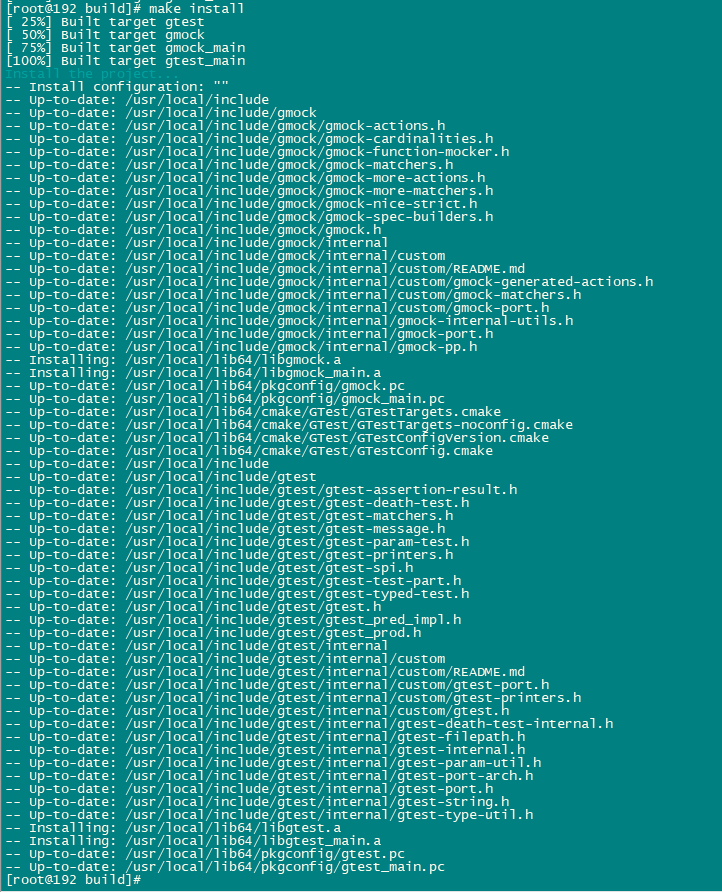 [root@192 build]# make install
[ 25%] Built target gtest
[ 50%] Built target gmock
[ 75%] Built target gmock_main
[100%] Built target gtest_main
Install the project...
-- Install configuration: ""
-- Up-to-date: /usr/local/include
-- Up-to-date: /usr/local/include/gmock
-- Up-to-date: /usr/local/include/gmock/gmock-actions.h
-- Up-to-date: /usr/local/include/gmock/gmock-cardinalities.h
-- Up-to-date: /usr/local/include/gmock/gmock-function-mocker.h
-- Up-to-date: /usr/local/include/gmock/gmock-matchers.h
-- Up-to-date: /usr/local/include/gmock/gmock-more-actions.h
-- Up-to-date: /usr/local/include/gmock/gmock-more-matchers.h
-- Up-to-date: /usr/local/include/gmock/gmock-nice-strict.h
-- Up-to-date: /usr/local/include/gmock/gmock-spec-builders.h
-- Up-to-date: /usr/local/include/gmock/gmock.h
-- Up-to-date: /usr/local/include/gmock/internal
-- Up-to-date: /usr/local/include/gmock/internal/custom
-- Up-to-date: /usr/local/include/gmock/internal/custom/README.md
-- Up-to-date: /usr/local/include/gmock/internal/custom/gmock-generated-actions.h
-- Up-to-date: /usr/local/include/gmock/internal/custom/gmock-matchers.h
-- Up-to-date: /usr/local/include/gmock/internal/custom/gmock-port.h
-- Up-to-date: /usr/local/include/gmock/internal/gmock-internal-utils.h
-- Up-to-date: /usr/local/include/gmock/internal/gmock-port.h
-- Up-to-date: /usr/local/include/gmock/internal/gmock-pp.h
-- Installing: /usr/local/lib64/libgmock.a
-- Installing: /usr/local/lib64/libgmock_main.a
-- Up-to-date: /usr/local/lib64/pkgconfig/gmock.pc
-- Up-to-date: /usr/local/lib64/pkgconfig/gmock_main.pc
-- Up-to-date: /usr/local/lib64/cmake/GTest/GTestTargets.cmake
-- Up-to-date: /usr/local/lib64/cmake/GTest/GTestTargets-noconfig.cmake
-- Up-to-date: /usr/local/lib64/cmake/GTest/GTestConfigVersion.cmake
-- Up-to-date: /usr/local/lib64/cmake/GTest/GTestConfig.cmake
-- Up-to-date: /usr/local/include
-- Up-to-date: /usr/local/include/gtest
-- Up-to-date: /usr/local/include/gtest/gtest-assertion-result.h
-- Up-to-date: /usr/local/include/gtest/gtest-death-test.h
-- Up-to-date: /usr/local/include/gtest/gtest-matchers.h
-- Up-to-date: /usr/local/include/gtest/gtest-message.h
-- Up-to-date: /usr/local/include/gtest/gtest-param-test.h
-- Up-to-date: /usr/local/include/gtest/gtest-printers.h
-- Up-to-date: /usr/local/include/gtest/gtest-spi.h
-- Up-to-date: /usr/local/include/gtest/gtest-test-part.h
-- Up-to-date: /usr/local/include/gtest/gtest-typed-test.h
-- Up-to-date: /usr/local/include/gtest/gtest.h
-- Up-to-date: /usr/local/include/gtest/gtest_pred_impl.h
-- Up-to-date: /usr/local/include/gtest/gtest_prod.h
-- Up-to-date: /usr/local/include/gtest/internal
-- Up-to-date: /usr/local/include/gtest/internal/custom
-- Up-to-date: /usr/local/include/gtest/internal/custom/README.md
-- Up-to-date: /usr/local/include/gtest/internal/custom/gtest-port.h
-- Up-to-date: /usr/local/include/gtest/internal/custom/gtest-printers.h
-- Up-to-date: /usr/local/include/gtest/internal/custom/gtest.h
-- Up-to-date: /usr/local/include/gtest/internal/gtest-death-test-internal.h
-- Up-to-date: /usr/local/include/gtest/internal/gtest-filepath.h
-- Up-to-date: /usr/local/include/gtest/internal/gtest-internal.h
-- Up-to-date: /usr/local/include/gtest/internal/gtest-param-util.h
-- Up-to-date: /usr/local/include/gtest/internal/gtest-port-arch.h
-- Up-to-date: /usr/local/include/gtest/internal/gtest-port.h
-- Up-to-date: /usr/local/include/gtest/internal/gtest-string.h
-- Up-to-date: /usr/local/include/gtest/internal/gtest-type-util.h
-- Installing: /usr/local/lib64/libgtest.a
-- Installing: /usr/local/lib64/libgtest_main.a
-- Up-to-date: /usr/local/lib64/pkgconfig/gtest.pc
-- Up-to-date: /usr/local/lib64/pkgconfig/gtest_main.pc
[root@192 build]#